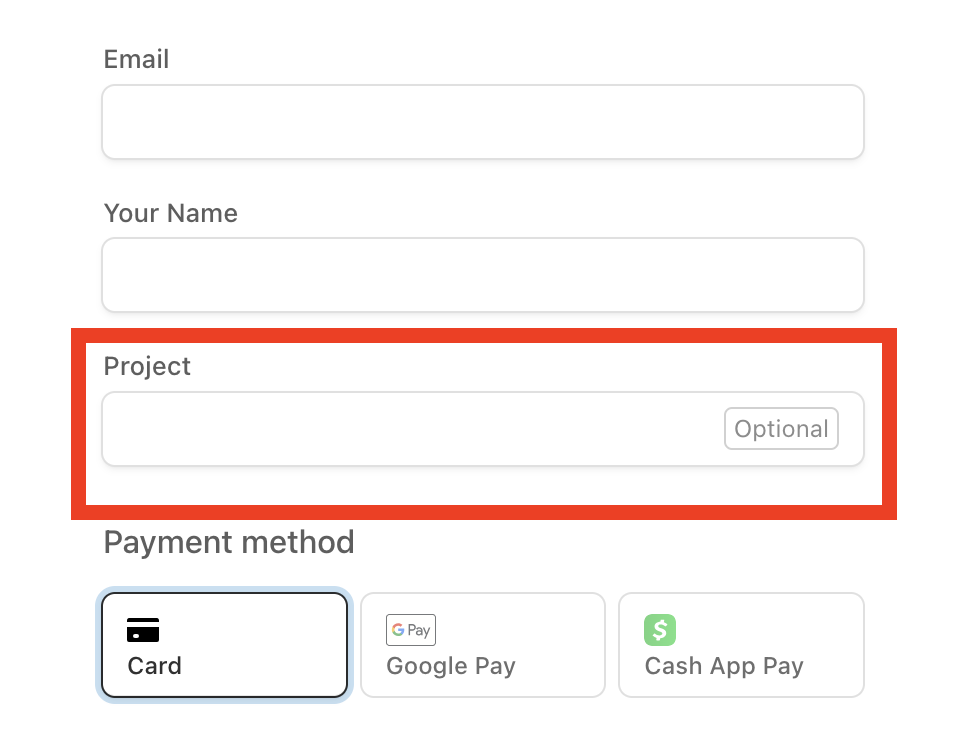 Email
Your Name
Project
Optional
Payment method
G Pay
Card
Google Pay
$
Cash App Pay